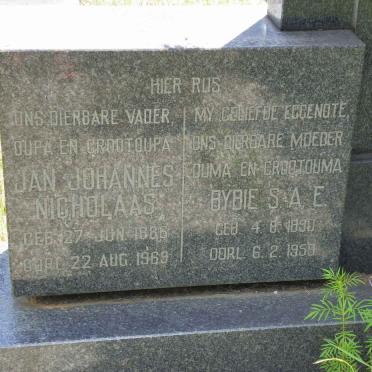 HIER RUS
ONS DIERBARE VADER,
OUPA EN GROOTOUPA
JAN JOHANNES
NICHOLAAS,
GEB. 27 JUN. 1886
OORL. 22 AUG. 1969
MY GELIEFDE EGGENOTE,
ONS DIERBARE MOEDER
OUMA EN GROOTOUMA
BYBIE S.A.E.
GEB. 4. 8. 1890
OORL. 6. 2. 1959